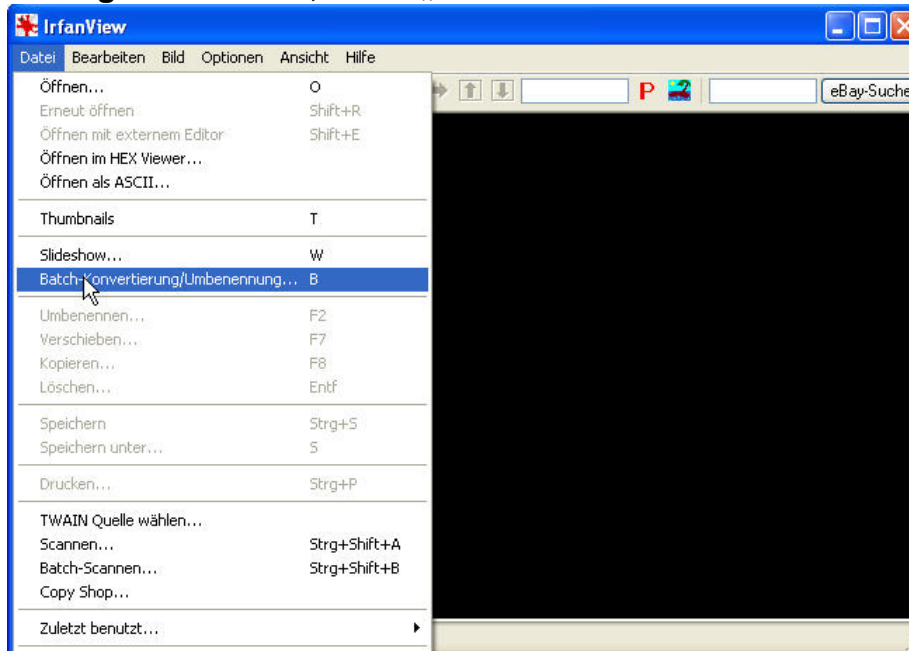 IrfanView
Datei Bearbeiten Bild Optionen Ansicht Hilfe
P eBay-Suche
Öffnen... O
Erneut öffnen Shift+R
Öffnen mit externem Editor Shift+E
Öffnen im HEX Viewer...
Öffnen als ASCII...
Thumbnails T
Slideshow... W
Batch-Konvertierung/Umbenennung... B
Umbenennen... F2
Verschieben... F7
Kopieren... F8
Löschen... Entf
Speichern Strg+S
Speichern unter... S
Drucken... Strg+P
TWAIN Quelle wählen...
Scannen... Strg+Shift+A
Batch-Scannen... Strg+Shift+B
Copy Shop...
Zuletzt benutzt...